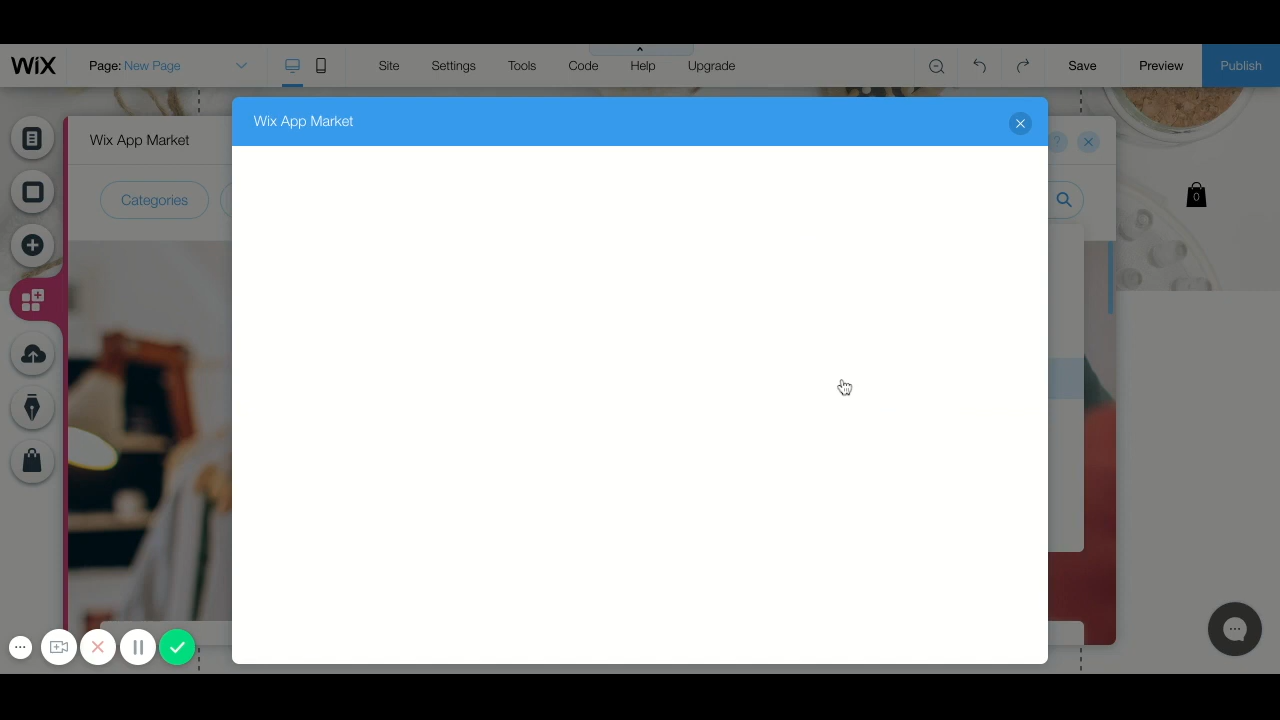 WiX
Page: New Page
Site
Settings
Tools
Code
Help
Upgrade
Save
Preview
Publish
Wix App Market
Wix App Market
?
Categories
0